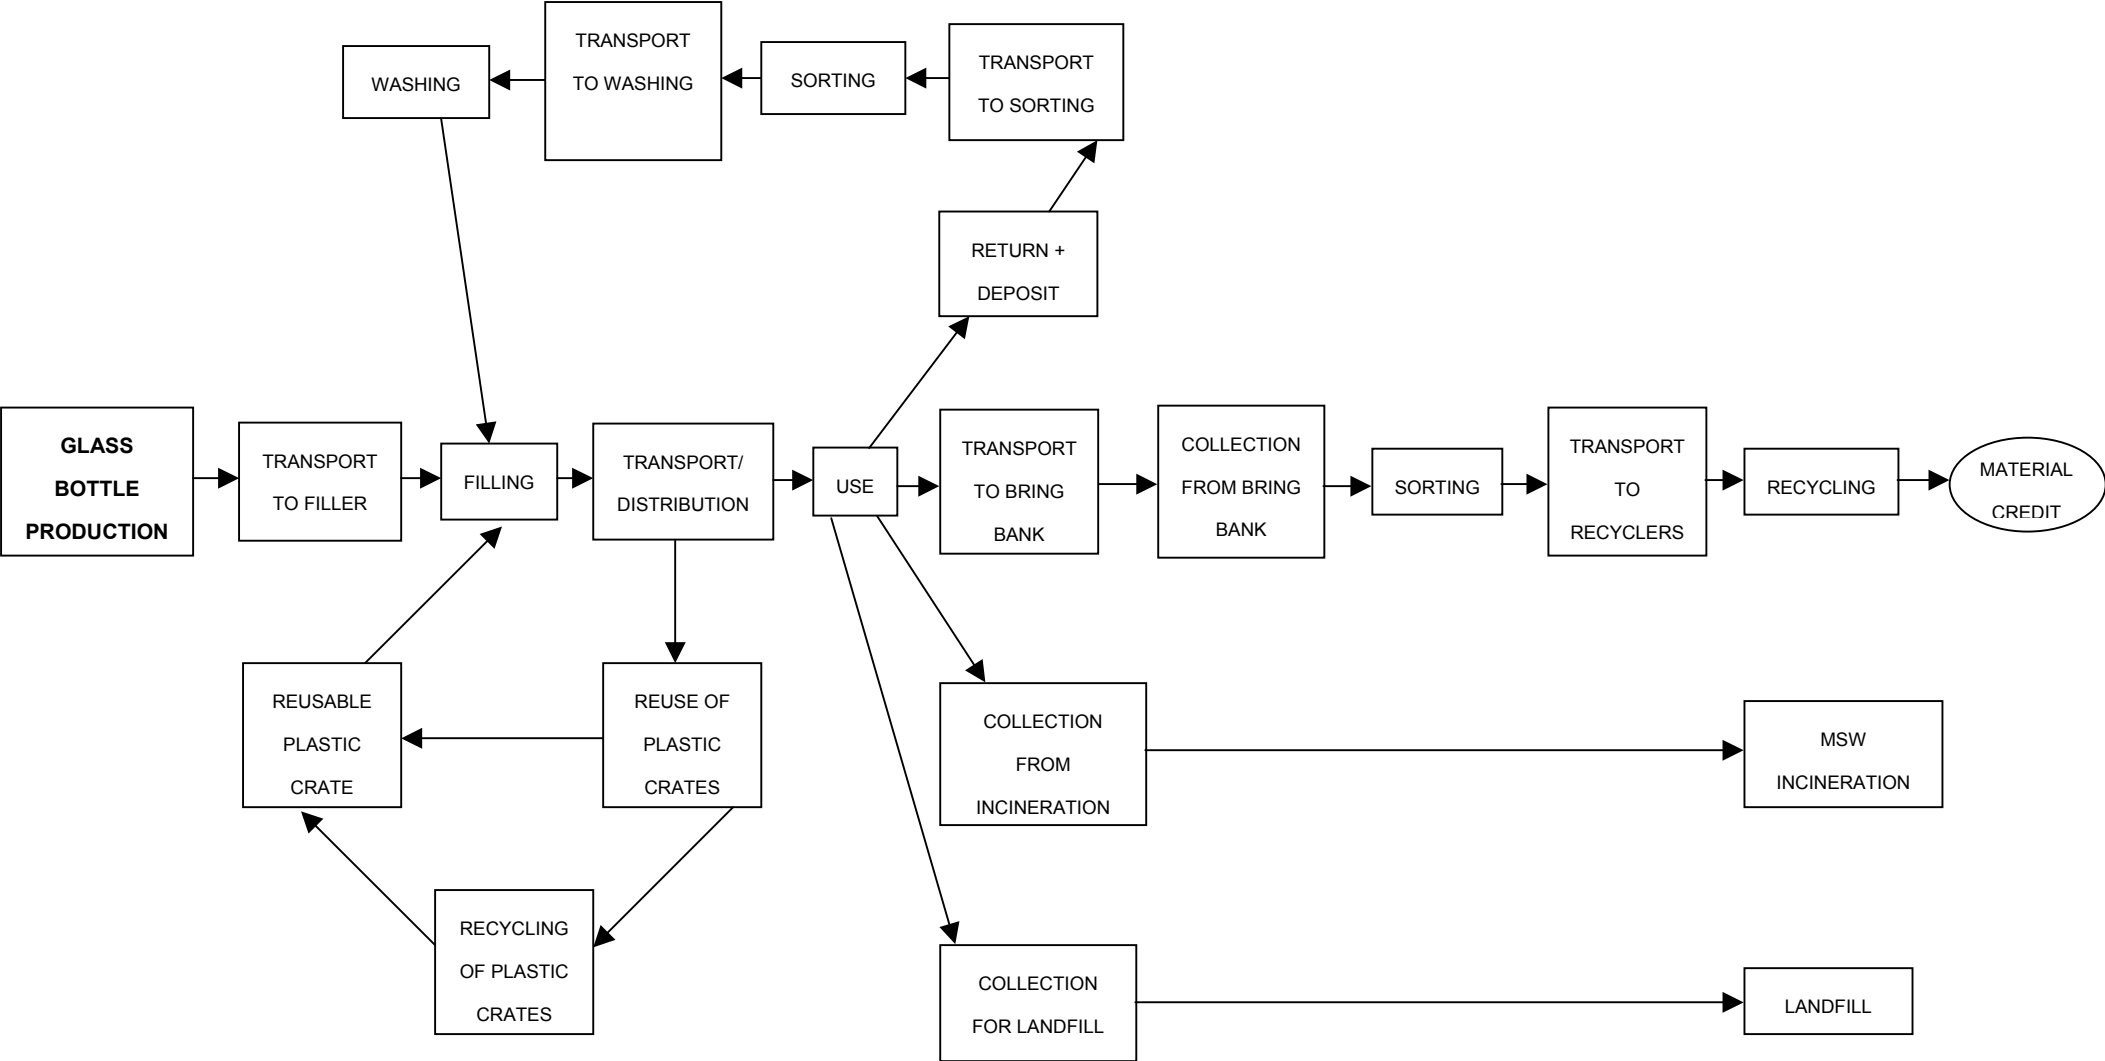 TRANSPORT
TO WASHING
WASHING
SORTING
TRANSPORT
TO SORTING
RETURN +
DEPOSIT
GLASS
BOTTLE
PRODUCTION
TRANSPORT
TO FILLER
FILLING
TRANSPORT/
DISTRIBUTION
USE
TRANSPORT
TO BRING
BANK
COLLECTION
FROM BRING
BANK
SORTING
TRANSPORT
TO
RECYCLERS
RECYCLING
MATERIAL
CREDIT
REUSABLE
PLASTIC
CRATE
REUSE OF
PLASTIC
CRATES
COLLECTION
FROM
INCINERATION
MSW
INCINERATION
RECYCLING
OF PLASTIC
CRATES
COLLECTION
FOR LANDFILL
LANDFILL